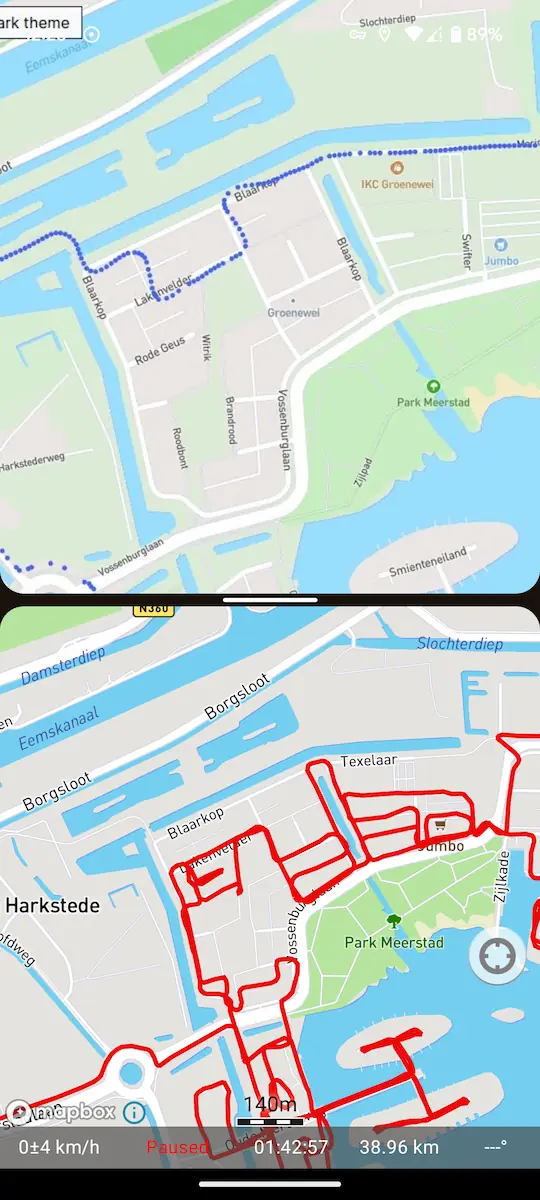 ark theme
Slochterdiep
89%
Eemskanaal
IKC Groenewei
Blaarkop
Swifter
Jumbo
Blaarkop
Blaarkop
Lakenvelder
Groenewei
Rode Geus
Witrik
Park Meerstad
Vossenburglaan
Brandrood
Roodbont
Harkstederweg
Zijlpad
Vossenburglaan
Smienteneiland
N360
Slochterdiep
Damsterdiep
Borgsloot
Eemskanaal
Texelaar
Borgsloot
Blaarkop
Lakenvelder
Jumbo
Harkstede
Zijlkade
Park Meerstad
140m
mapbox
0±4 km/h Paused 01:42:57 38.96 km ---°